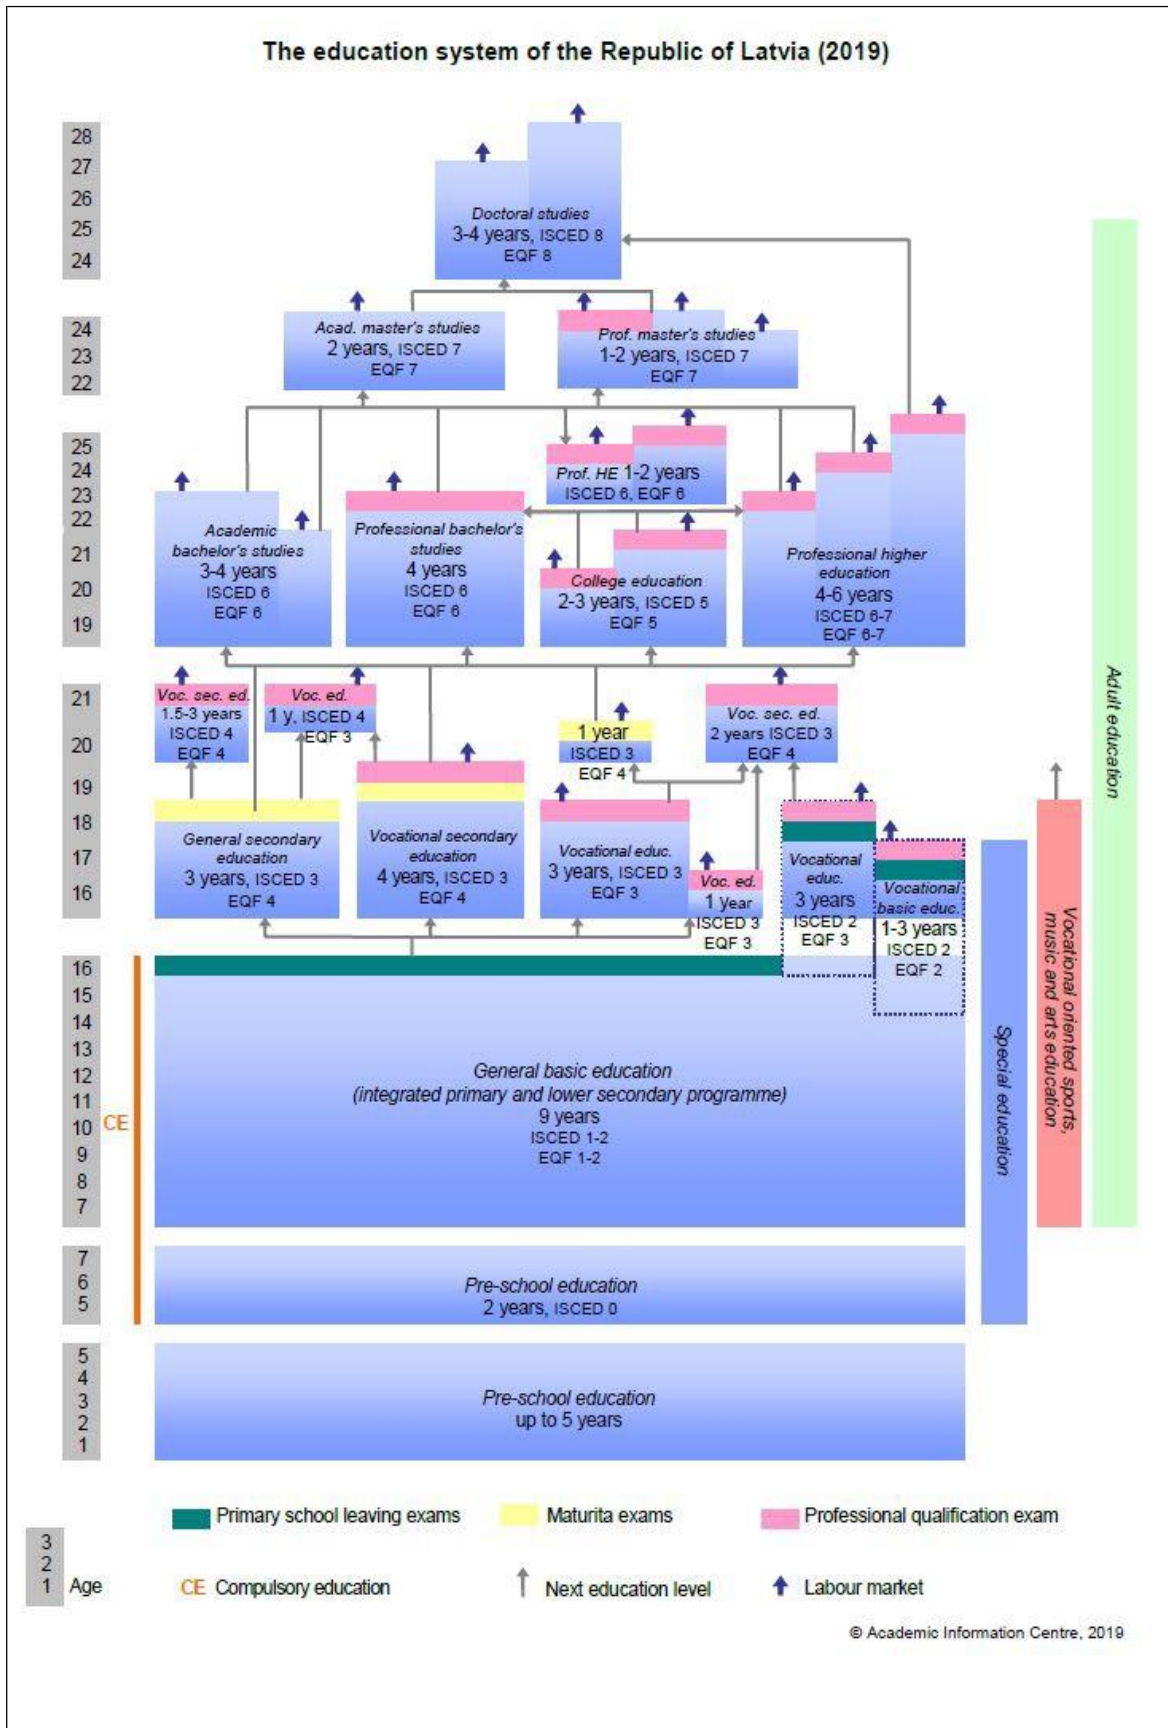 The education system of the Republic of Latvia (2019)
28
27
26
25
24
Doctoral studies
3-4 years, ISCED 8
EQF 8
24
23
22
Acad. master's studies
2 years, ISCED 7
EQF 7
Prof. master's studies
1-2 years, ISCED 7
EQF 7
25
24
23
22
21
20
19
Prof. HE 1-2 years
ISCED 6, EQF 6
Academic
bachelor's studies
3-4 years
ISCED 6
EQF 6
Professional bachelor's
studies
4 years
ISCED 6
EQF 6
College education
2-3 years, ISCED 5
EQF 5
Professional higher
education
4-6 years
ISCED 6-7
EQF 6-7
21
20
19
18
17
16
Voc. sec. ed.
1.5-3 years
ISCED 4
EQF 4
Voc. ed.
1 y, ISCED 4
EQF 3
1 year
ISCED 3
EQF 4
Voc. sec. ed.
2 years ISCED 3
EQF 4
General secondary
education
3 years, ISCED 3
EQF 4
Vocational secondary
education
4 years, ISCED 3
EQF 4
Vocational educ.
3 years, ISCED 3
EQF 3
Voc. ed.
1 year
ISCED 3
EQF 3
Vocational
educ.
3 years
ISCED 2
EQF 3
Vocational
basic educ.
1-3 years
ISCED 2
EQF 2
16
15
14
13
12
11
10
9
8
7
CE
General basic education
(integrated primary and lower secondary programme)
9 years
ISCED 1-2
EQF 1-2
7
6
5
Pre-school education
2 years, ISCED 0
5
4
3
2
1
Pre-school education
up to 5 years
Special education
Vocational oriented sports,
music and arts education
Adult education
Primary school leaving exams
Maturita exams
Professional qualification exam
3
2
1 Age
CE Compulsory education
Next education level
Labour market
© Academic Information Centre, 2019